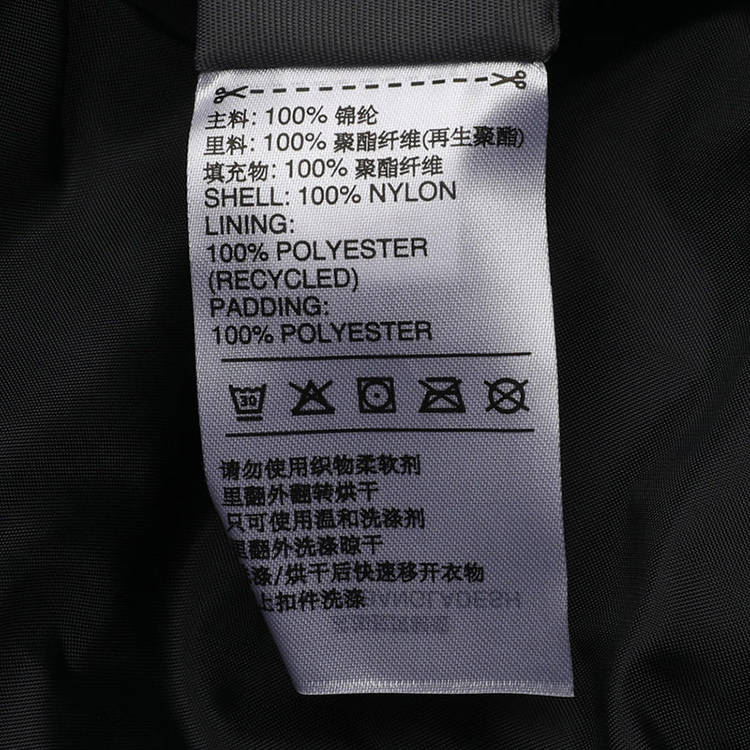 主料: 100% 锦纶
里料: 100% 聚酯纤维(再生聚酯)
填充物: 100% 聚酯纤维
SHELL: 100% NYLON
LINING:
100% POLYESTER
(RECYCLED)
PADDING:
100% POLYESTER
30
请勿使用织物柔软剂
里翻外翻转烘干
只可使用温和洗涤剂
里翻外洗涤晾干
涤/烘干后快速移开衣物
上扣件洗涤
BANGLADESH